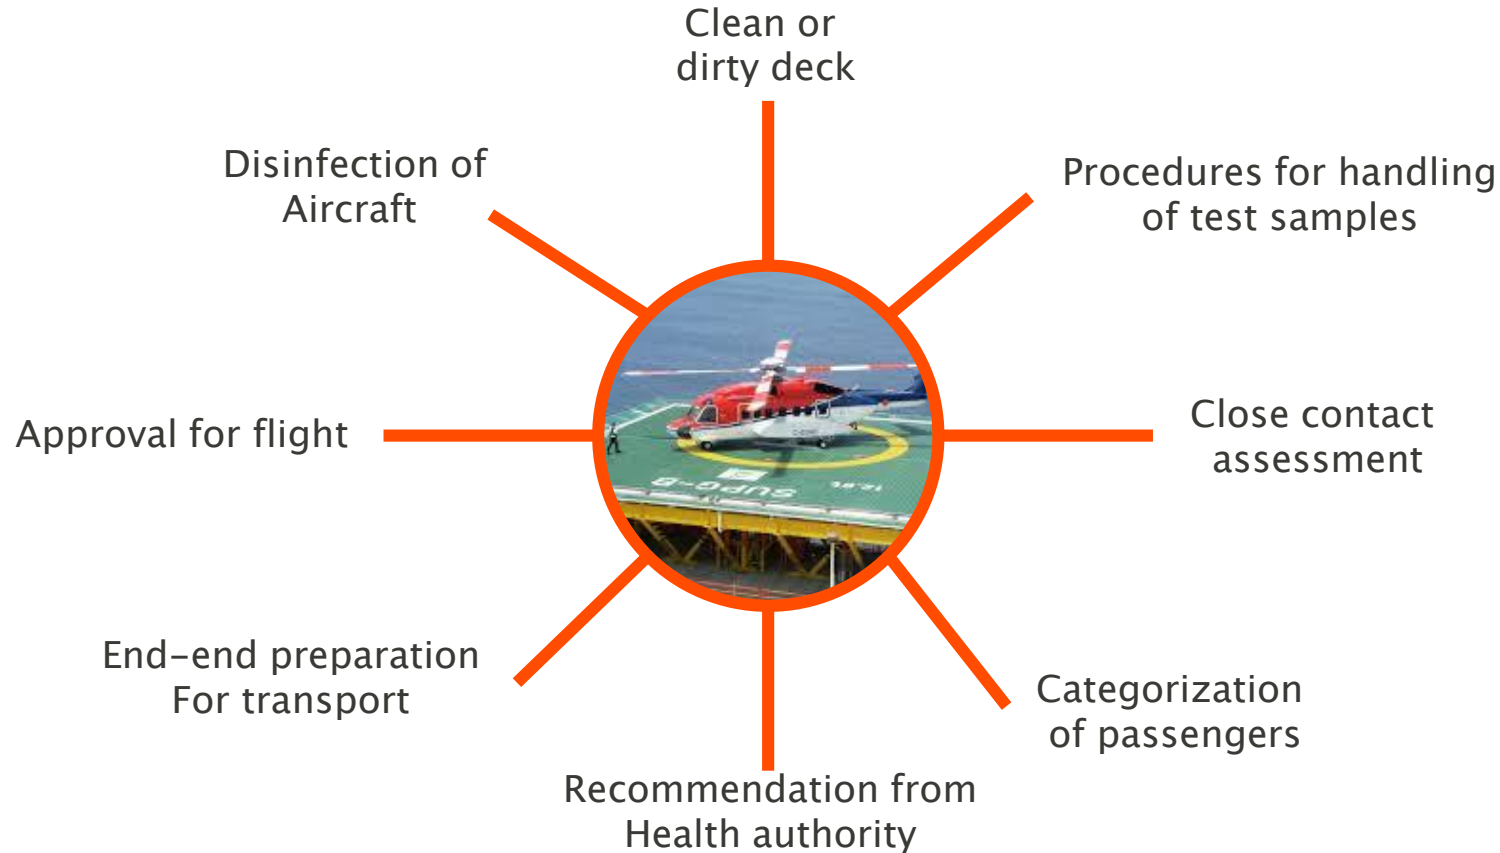 Clean or
dirty deck
Disinfection of
Aircraft
Procedures for handling
of test samples
Approval for flight
Close contact
assessment
End-end preparation
For transport
Categorization
of passengers
Recommendation from
Health authority
SUPG-B